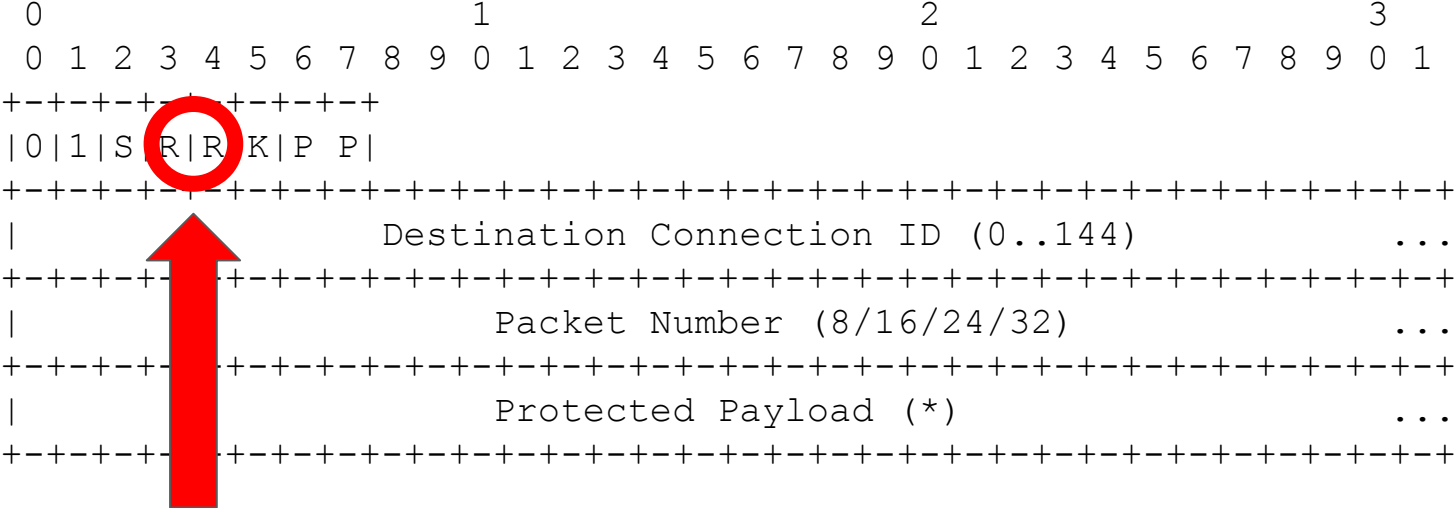 0                   1                   2                   3
0 1 2 3 4 5 6 7 8 9 0 1 2 3 4 5 6 7 8 9 0 1 2 3 4 5 6 7 8 9 0 1
+-+-+-+-+-+-+-+-+
|0|1|S|R|R|K|P P|
+-+-+-+-+-+-+-+-+-+-+-+-+-+-+-+-+-+-+-+-+-+-+-+-+-+-+-+-+-+-+-+-+
|                Destination Connection ID (0..144)           ...
+-+-+-+-+-+-+-+-+-+-+-+-+-+-+-+-+-+-+-+-+-+-+-+-+-+-+-+-+-+-+-+-+
|                     Packet Number (8/16/24/32)              ...
+-+-+-+-+-+-+-+-+-+-+-+-+-+-+-+-+-+-+-+-+-+-+-+-+-+-+-+-+-+-+-+-+
|                     Protected Payload (*)                   ...
+-+-+-+-+-+-+-+-+-+-+-+-+-+-+-+-+-+-+-+-+-+-+-+-+-+-+-+-+-+-+-+-+